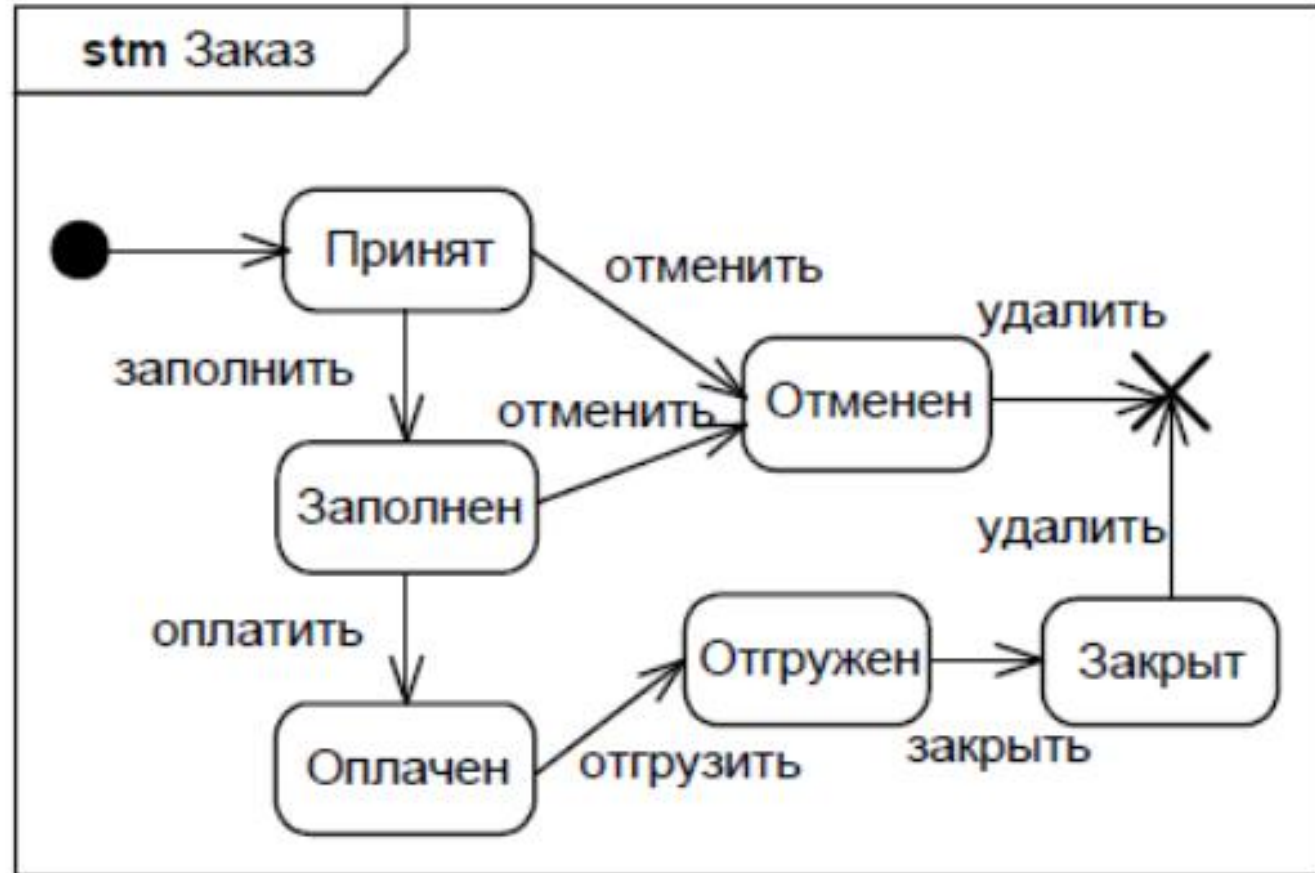 stm Заказ
Принят
отменить
удалить
заполнить
отменить
Отменен
Заполнен
удалить
оплатить
Отгружен
Закрыт
Оплачен
отгрузить
закрыть